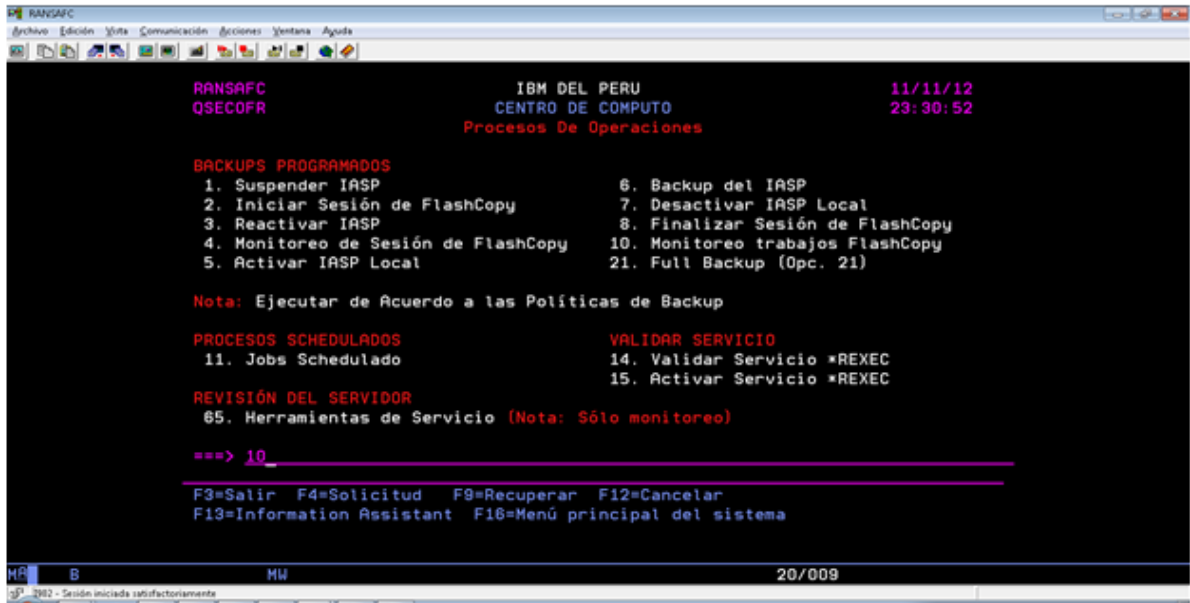 RANSAFC
Archivo Edición Vista Comunicación Acciones Ventana Ayuda
RANSAFC IBM DEL PERU 11/11/12
QSECOFR CENTRO DE COMPUTO 23:30:52
Procesos De Operaciones
BACKUPS PROGRAMADOS
1. Suspender IASP 6. Backup del IASP
2. Iniciar Sesión de FlashCopy 7. Desactivar IASP Local
3. Reactivar IASP 8. Finalizar Sesión de FlashCopy
4. Monitoreo de Sesión de FlashCopy 10. Monitoreo trabajos FlashCopy
5. Activar IASP Local 21. Full Backup (Opc. 21)
Nota: Ejecutar de Acuerdo a las Políticas de Backup
PROCESOS SCHEDULADOS VALIDAR SERVICIO
11. Jobs Schedulado 14. Validar Servicio *REXEC
15. Activar Servicio *REXEC
REVISIÓN DEL SERVIDOR
65. Herramientas de Servicio (Nota: Sólo monitoreo)
===> 10_
F3=Salir F4=Solicitud F9=Recuperar F12=Cancelar
F13=Information Assistant F16=Menú principal del sistema
MA B MW 20/009
I902 - Sesión iniciada satisfactoriamente